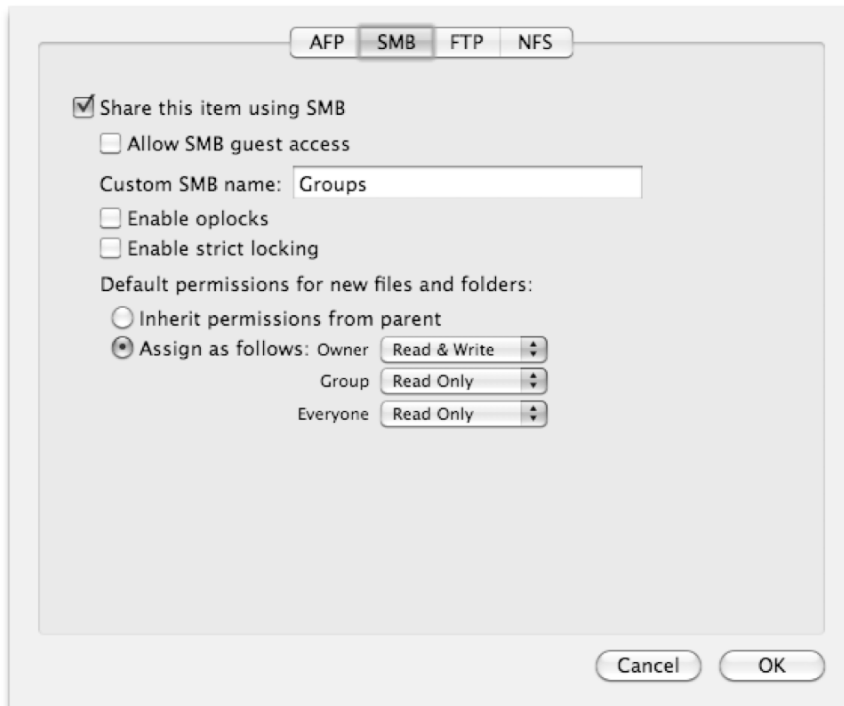 AFP SMB FTP NFS
Share this item using SMB
Allow SMB guest access
Custom SMB name: Groups
Enable oplocks
Enable strict locking
Default permissions for new files and folders:
Inherit permissions from parent
Assign as follows: Owner Read & Write
Group Read Only
Everyone Read Only
Cancel OK